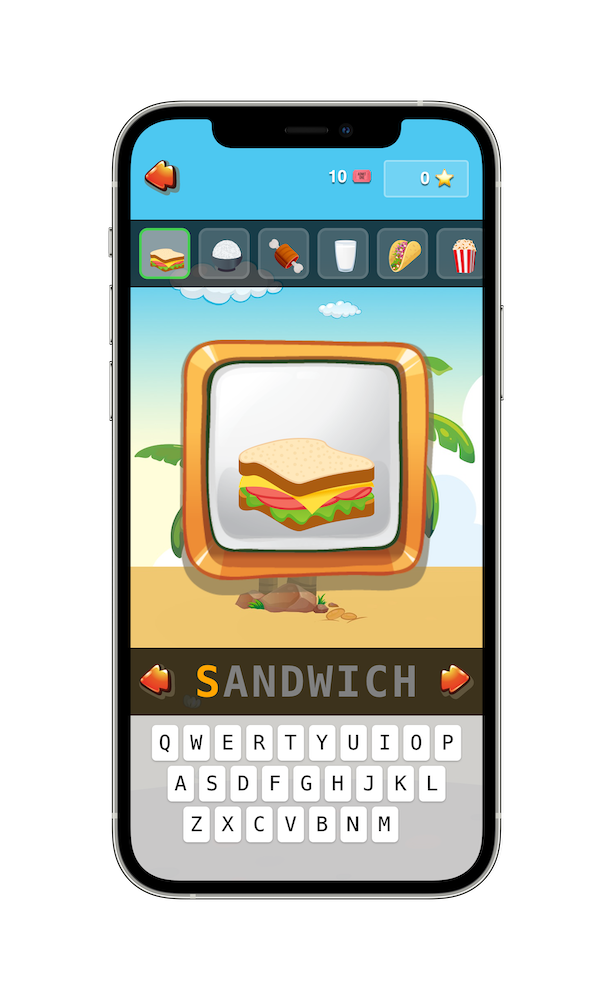 10 0
SANDWICH
Q W E R T Y U I O P
A S D F G H J K L
Z X C V B N M